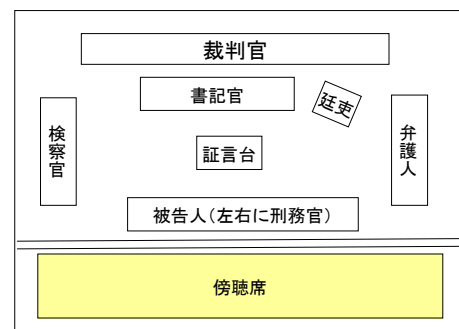 裁判官
書記官
廷吏
検察官
証言台
弁護人
被告人(左右に刑務官)
傍聴席